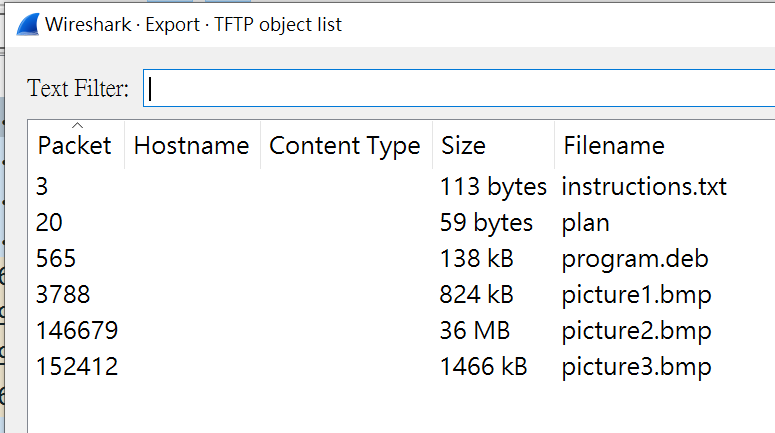 Wireshark · Export · TFTP object list
Text Filter:
Packet Hostname Content Type Size Filename
3 113 bytes instructions.txt
20 59 bytes plan
565 138 kB program.deb
3788 824 kB picture1.bmp
146679 36 MB picture2.bmp
152412 1466 kB picture3.bmp